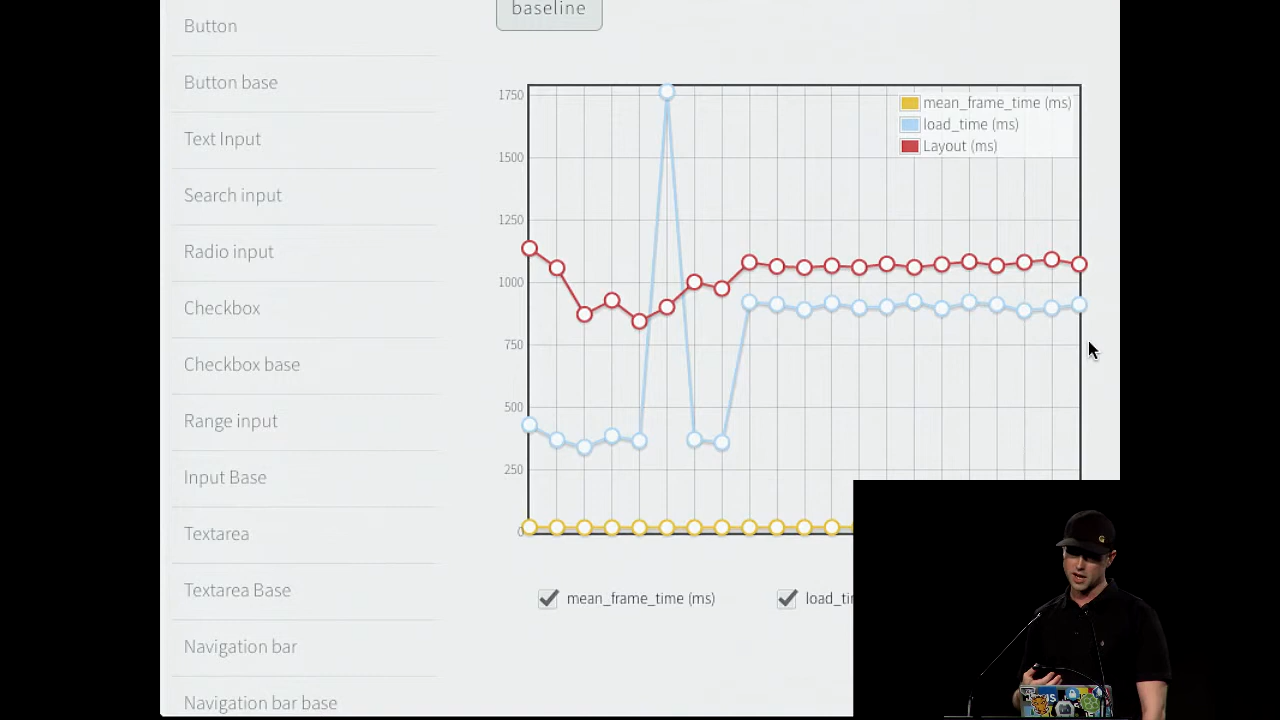 baseline
Button
Button base
Text Input
Search input
Radio input
Checkbox
Checkbox base
Range input
Input Base
Textarea
Textarea Base
Navigation bar
Navigation bar base
1750
1500
1250
1000
750
500
250
0
mean_frame_time (ms)
load_time (ms)
Layout (ms)
mean_frame_time (ms)
load_ti